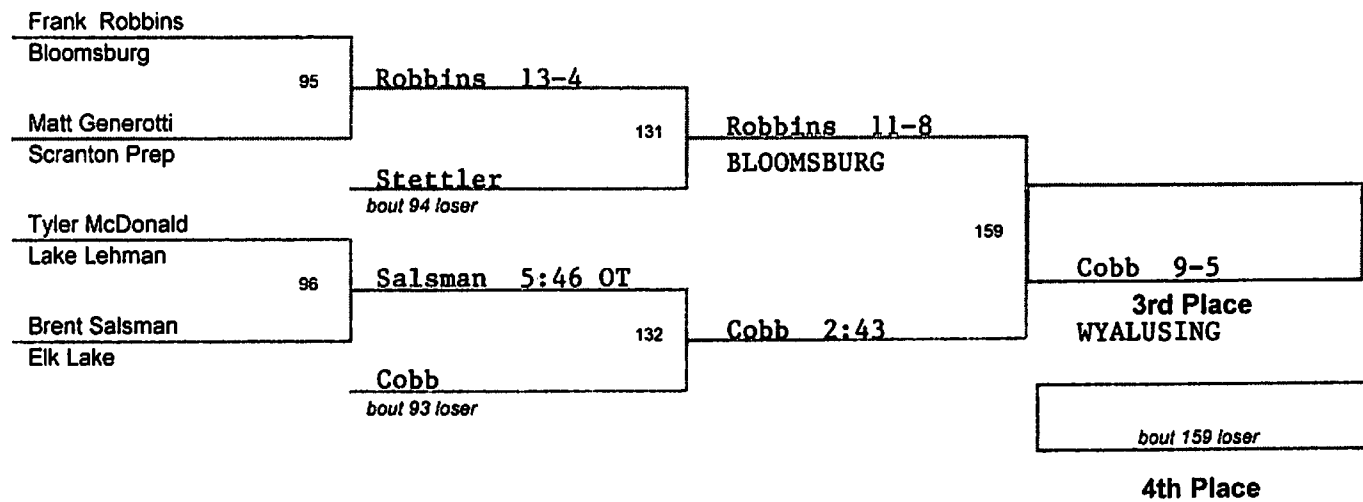 Frank Robbins
Bloomsburg
95
Robbins 13-4
Matt Generotti
Scranton Prep
131
Robbins 11-8
BLOOMSBURG
Stettler
bout 94 loser
Tyler McDonald
Lake Lehman
159
96
Salsman 5:46 OT
Cobb 9-5
3rd Place
WYALUSING
Brent Salsman
Elk Lake
132
Cobb 2:43
Cobb
bout 93 loser
bout 159 loser
4th Place